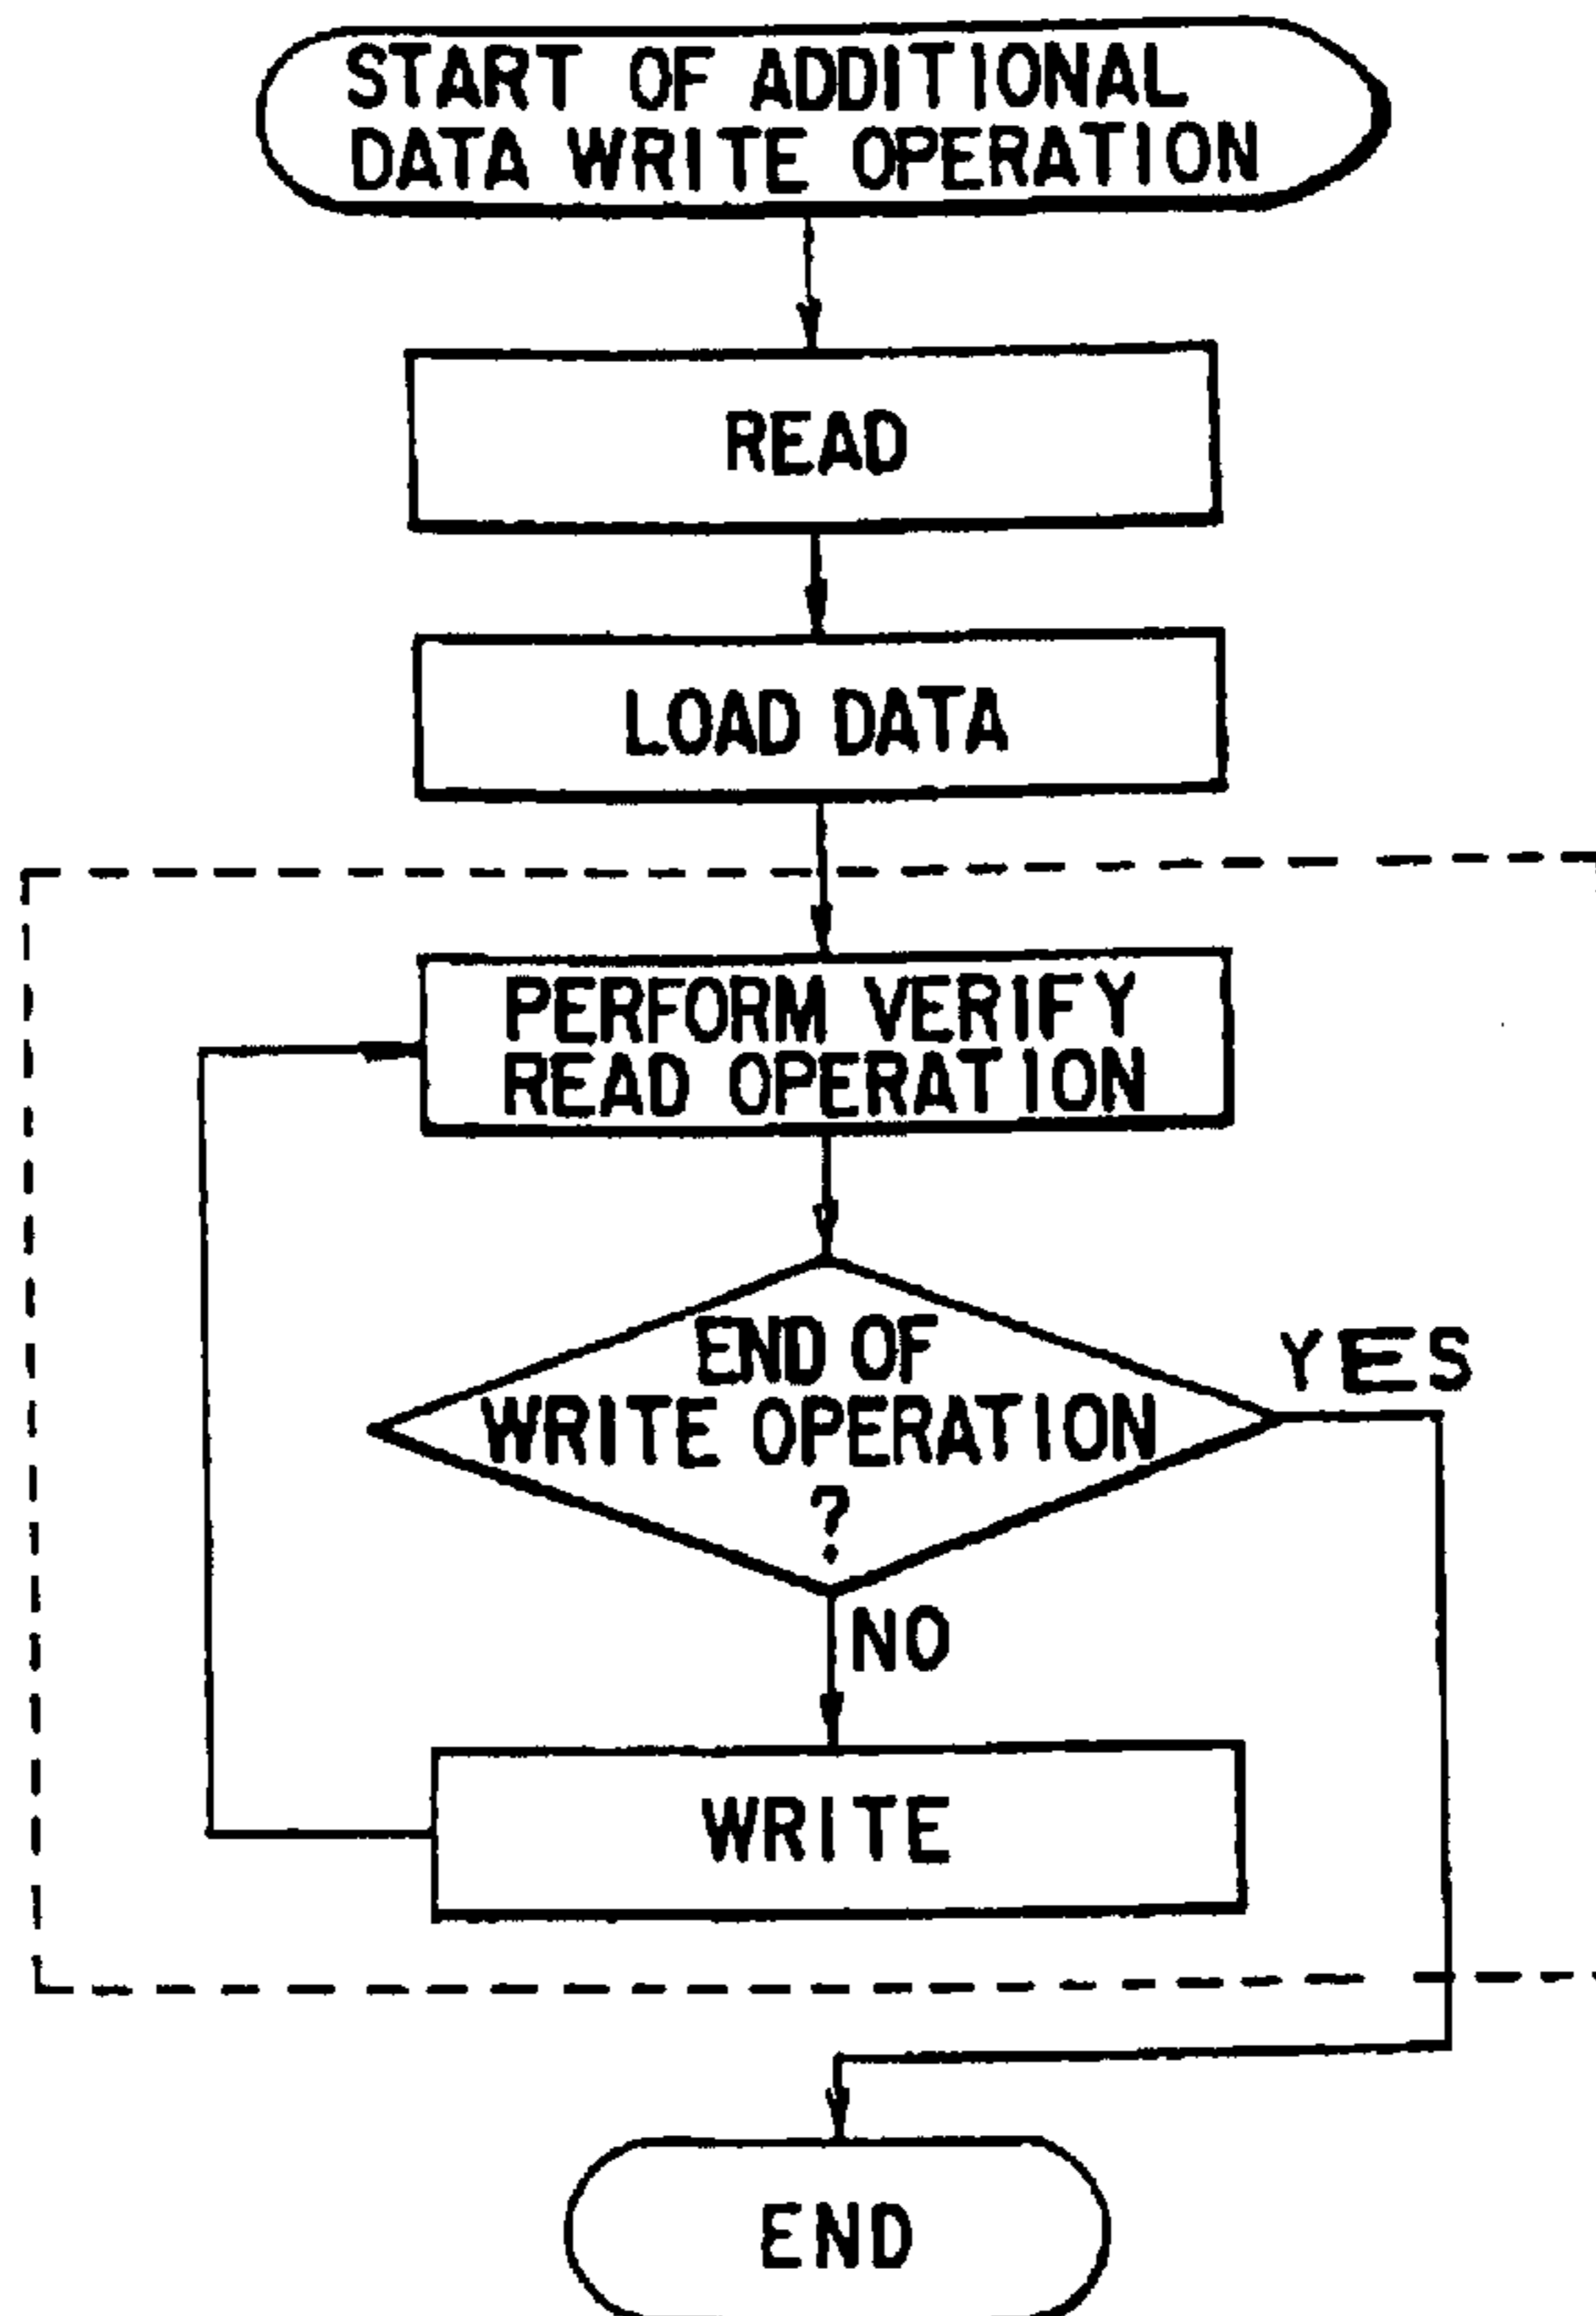 START OF ADDITIONAL
DATA WRITE OPERATION
READ
LOAD DATA
PERFORM VERIFY
READ OPERATION
END OF
WRITE OPERATION
?
YES
NO
WRITE
END